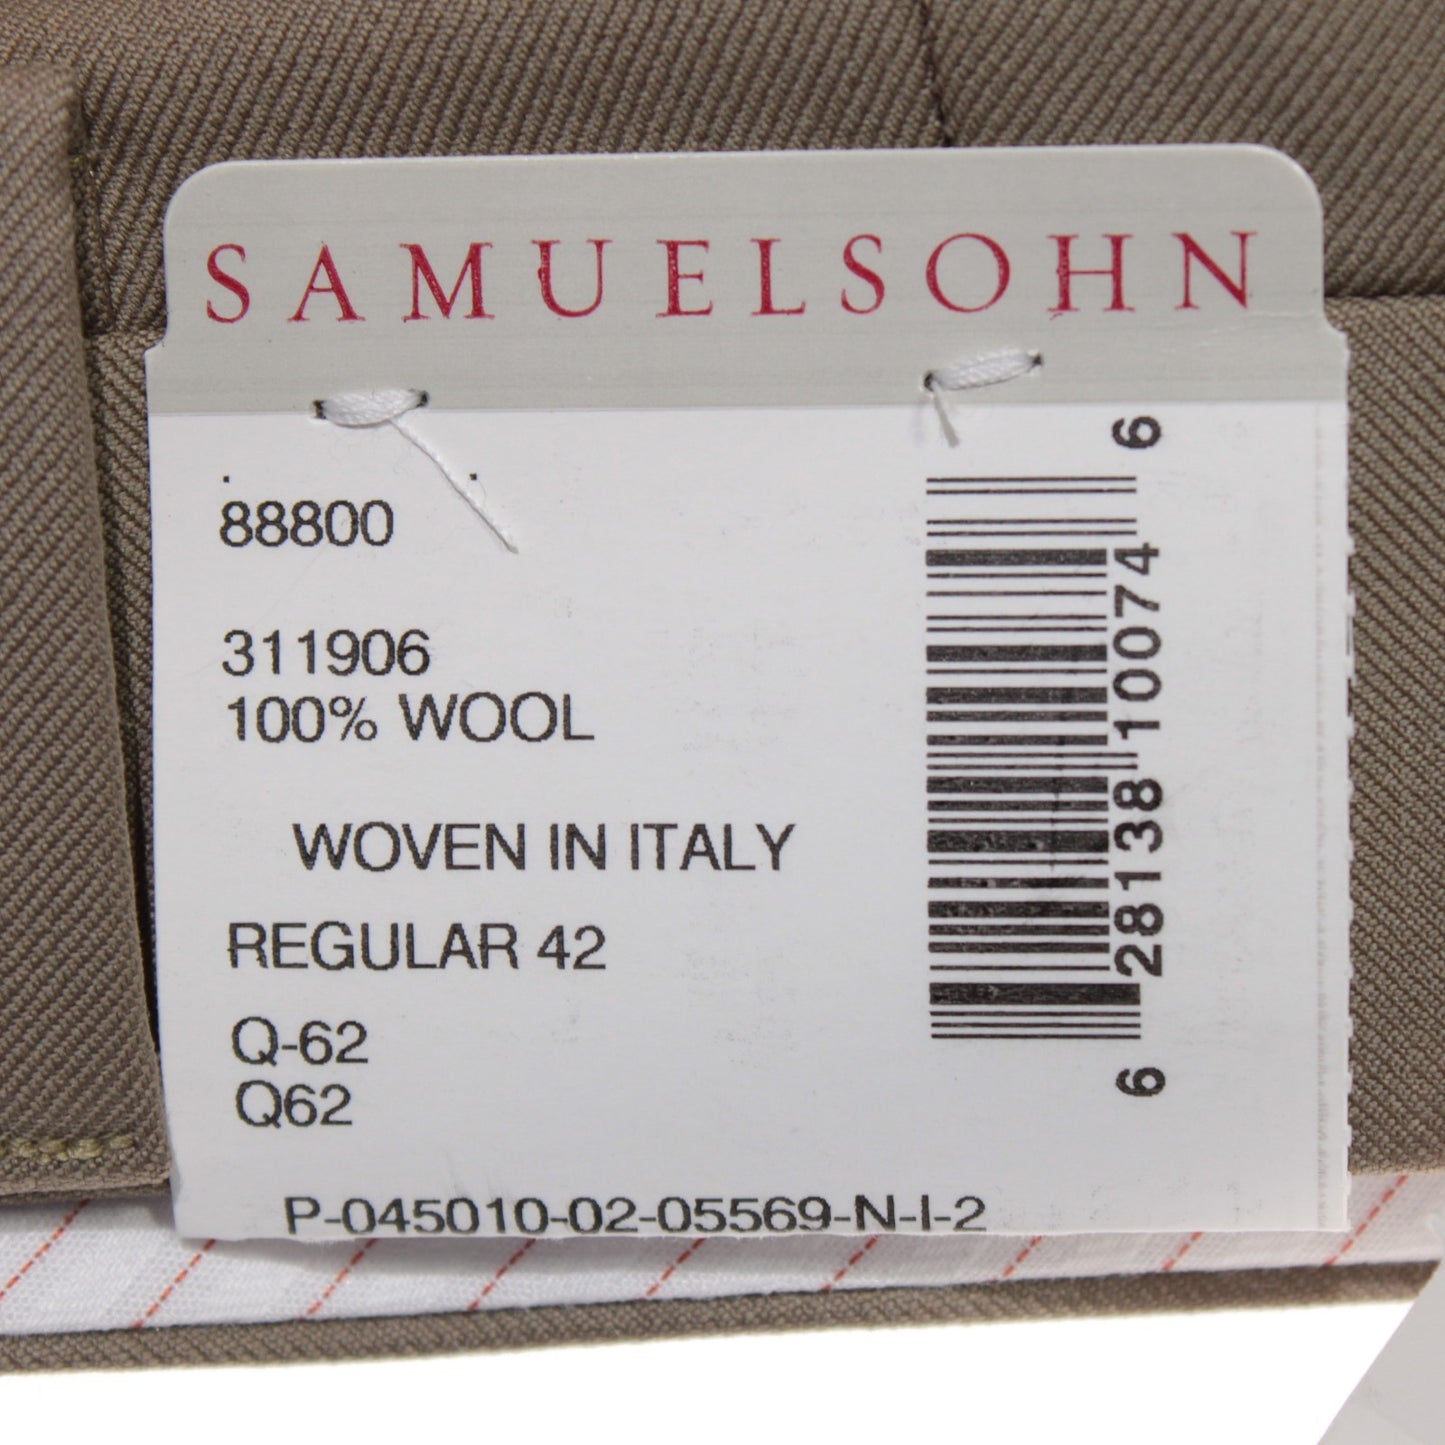 SAMUELSOHN
88800
311906
100% WOOL
WOVEN IN ITALY
REGULAR 42
Q-62
Q62
P-045010-02-05569-N-I-2
6 28138 10074 6